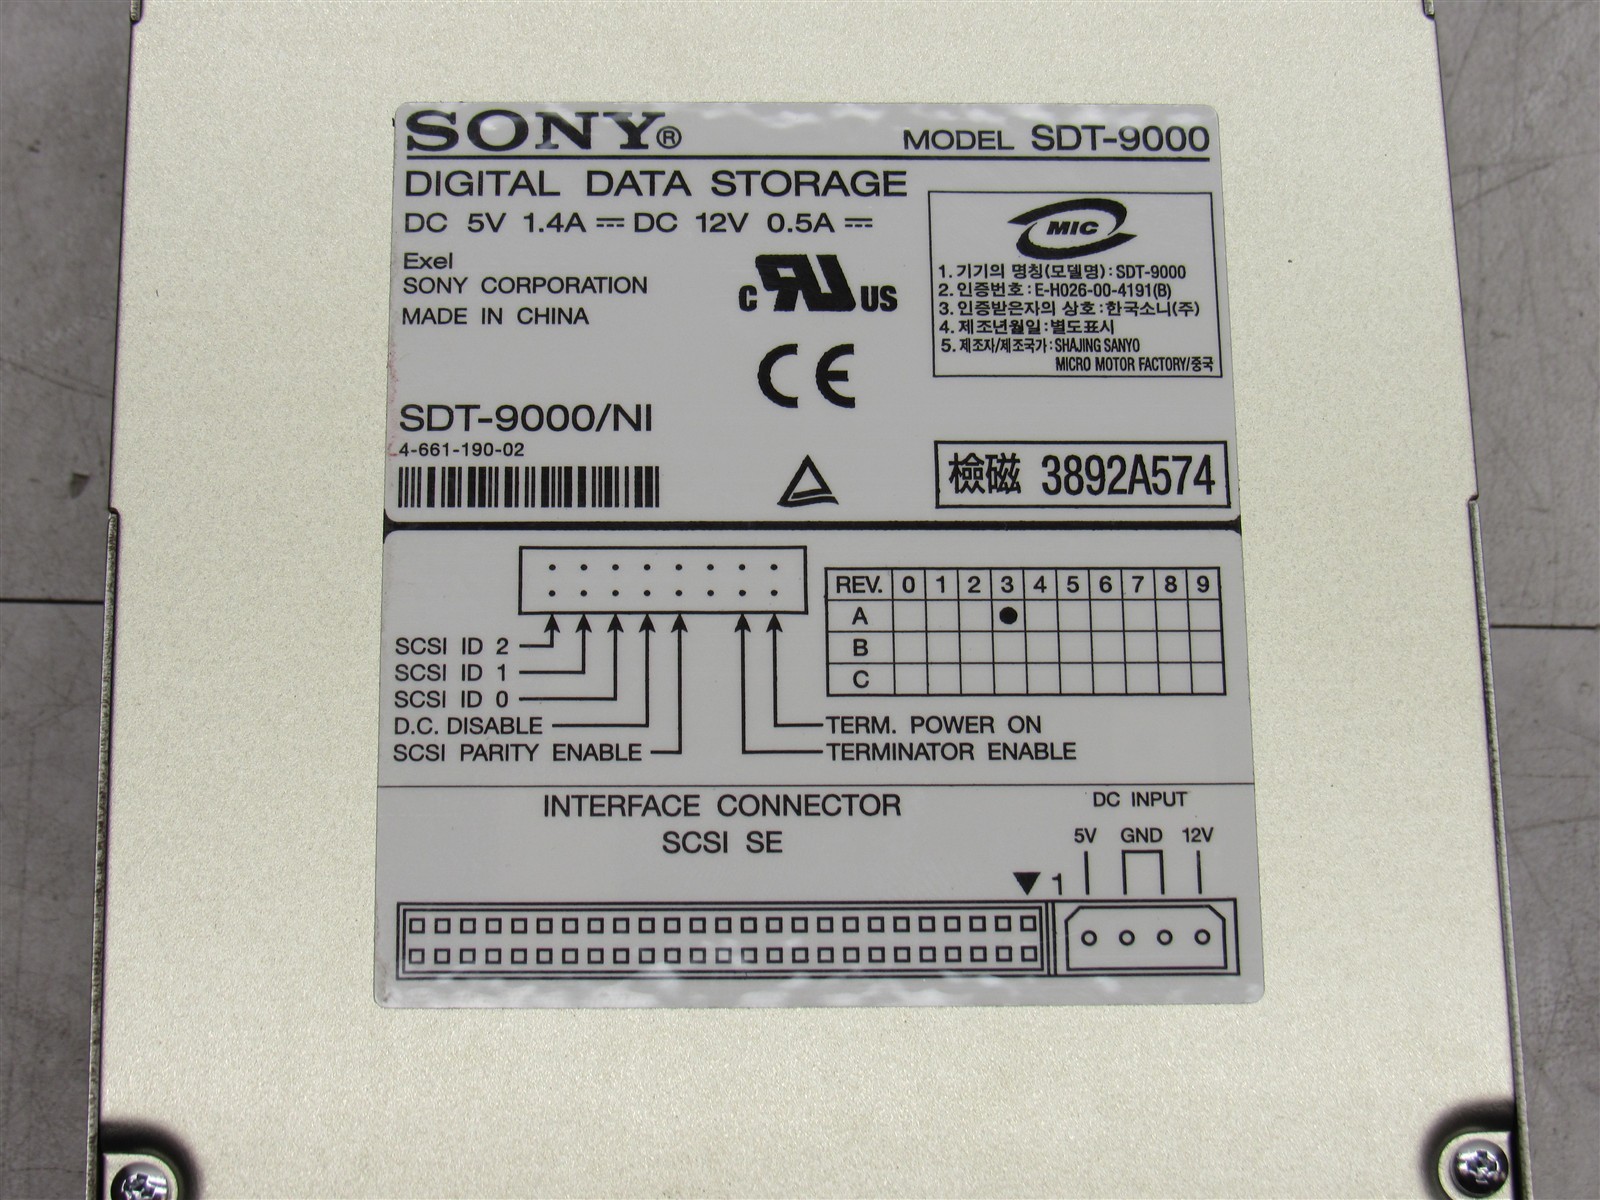 SONY®
MODEL SDT-9000
DIGITAL DATA STORAGE
DC 5V 1.4A ⎓ DC 12V 0.5A ⎓
Exel
SONY CORPORATION
MADE IN CHINA
c RU US
CE
MIC
1. 기기의 명칭(모델명) : SDT-9000
2. 인증번호 : E-H026-00-4191(B)
3. 인증받은자의 상호 : 한국소니(주)
4. 제조년월일 : 별도표시
5. 제조자/제조국가 : SHAJING SANYO
MICRO MOTOR FACTORY/중국
SDT-9000/NI
4-661-190-02
檢磁 3892A574
REV. 0 1 2 3 4 5 6 7 8 9
A ●
B
C
SCSI ID 2
SCSI ID 1
SCSI ID 0
D.C. DISABLE
SCSI PARITY ENABLE
TERM. POWER ON
TERMINATOR ENABLE
INTERFACE CONNECTOR
SCSI SE
DC INPUT
5V GND 12V
▼ 1